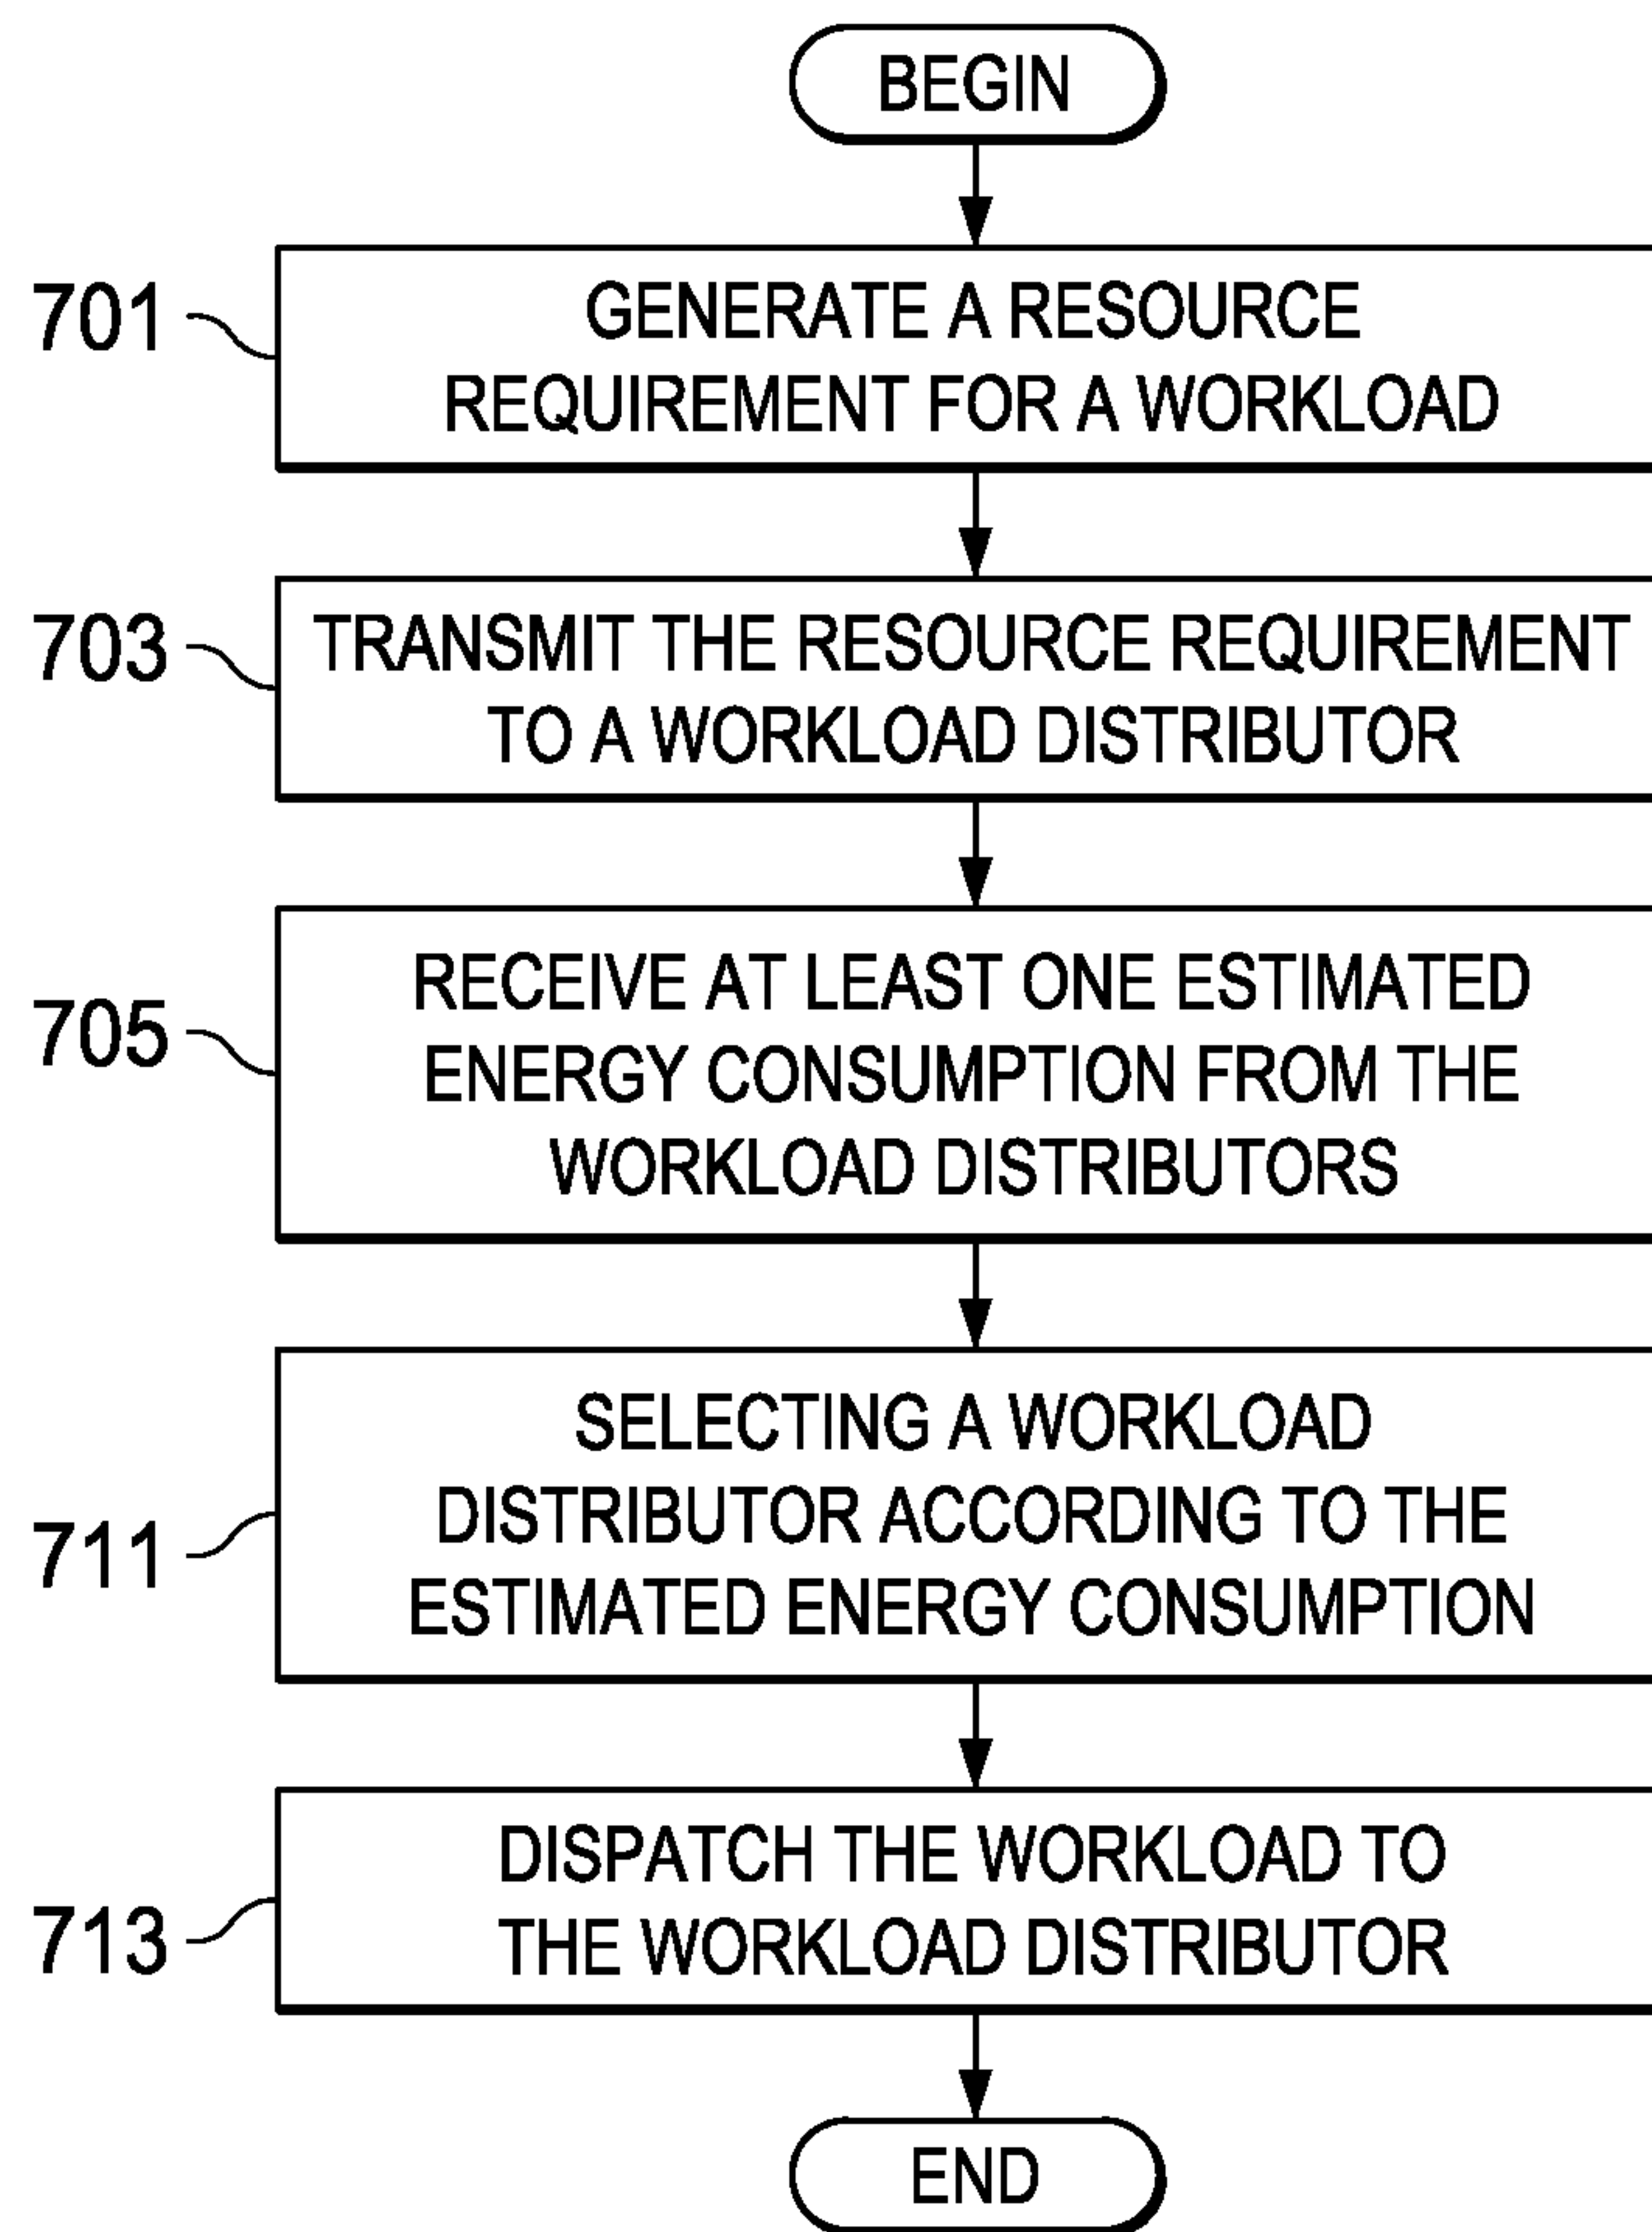 BEGIN
701
GENERATE A RESOURCE
REQUIREMENT FOR A WORKLOAD
703
TRANSMIT THE RESOURCE REQUIREMENT
TO A WORKLOAD DISTRIBUTOR
705
RECEIVE AT LEAST ONE ESTIMATED
ENERGY CONSUMPTION FROM THE
WORKLOAD DISTRIBUTORS
711
SELECTING A WORKLOAD
DISTRIBUTOR ACCORDING TO THE
ESTIMATED ENERGY CONSUMPTION
713
DISPATCH THE WORKLOAD TO
THE WORKLOAD DISTRIBUTOR
END